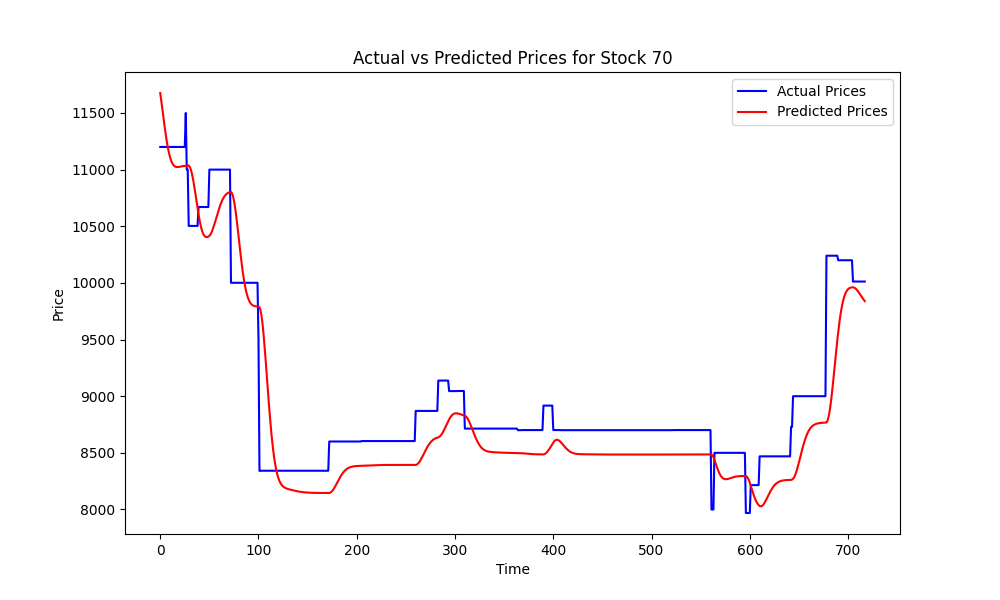 Actual vs Predicted Prices for Stock 70
Actual Prices
Predicted Prices
11500
11000
10500
10000
9500
9000
8500
8000
Price
0 100 200 300 400 500 600 700
Time